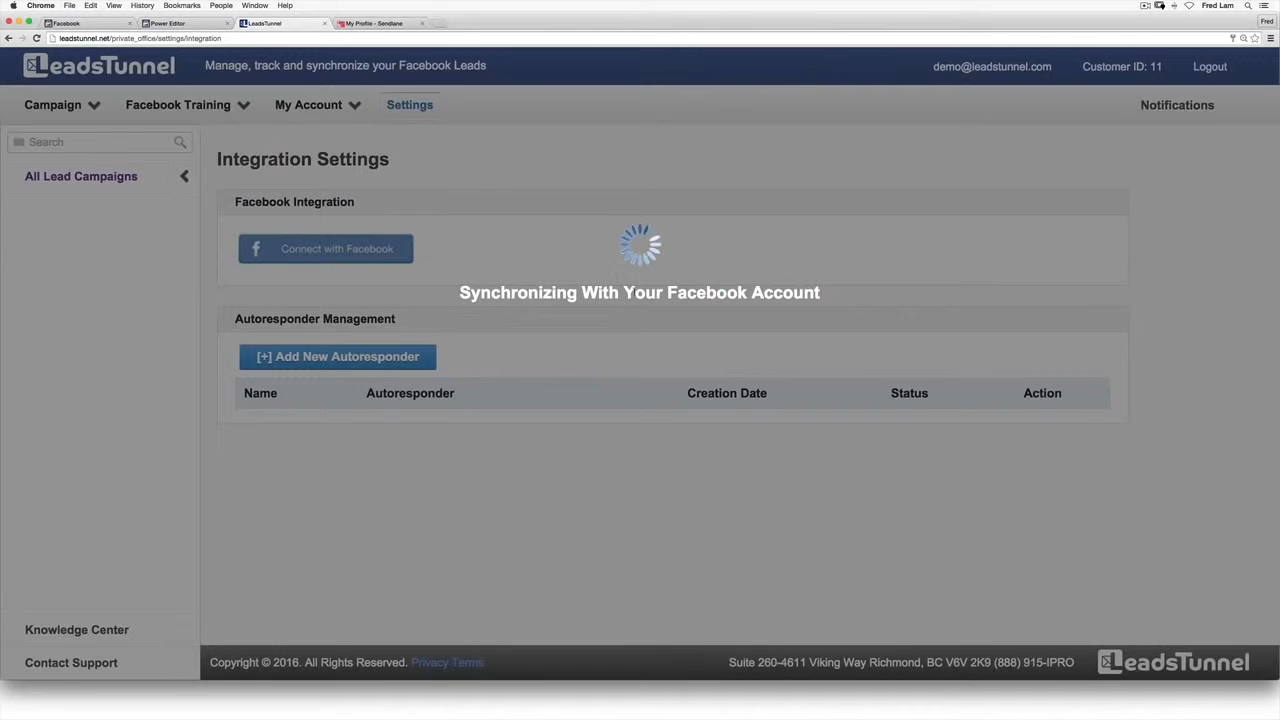 Chrome File Edit View History Bookmarks People Window Help Fred Lam
Facebook Power Editor LeadsTunnel My Profile - Sendlane Fred
leadstunnel.net/private_office/settings/integration
LeadsTunnel Manage, track and synchronize your Facebook Leads demo@leadstunnel.com Customer ID: 11 Logout
Campaign Facebook Training My Account Settings Notifications
Search
All Lead Campaigns
Integration Settings
Facebook Integration
f Connect with Facebook
Synchronizing With Your Facebook Account
Autoresponder Management
[+] Add New Autoresponder
Name Autoresponder Creation Date Status Action
Knowledge Center
Contact Support
Copyright © 2016. All Rights Reserved. Privacy Terms Suite 260-4611 Viking Way Richmond, BC V6V 2K9 (888) 915-IPRO LeadsTunnel